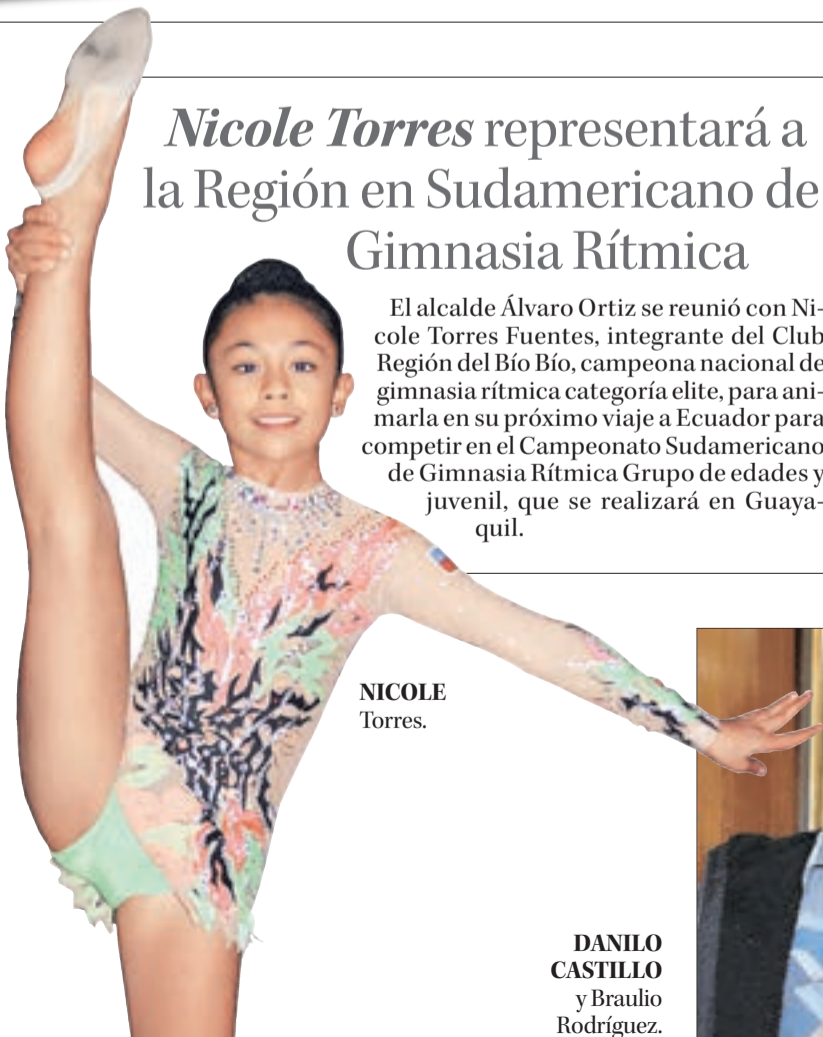 Nicole Torres representará a
la Región en Sudamericano de
Gimnasia Rítmica
El alcalde Álvaro Ortiz se reunió con Ni-
cole Torres Fuentes, integrante del Club
Región del Bío Bío, campeona nacional de
gimnasia rítmica categoría elite, para ani-
marla en su próximo viaje a Ecuador para
competir en el Campeonato Sudamericano
de Gimnasia Rítmica Grupo de edades y
juvenil, que se realizará en Guaya-
quil.
NICOLE
Torres.
DANILO
CASTILLO
y Braulio
Rodríguez.